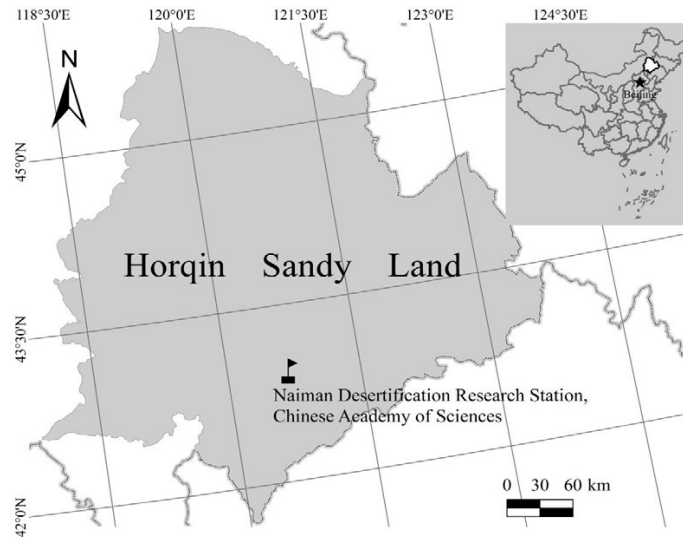 118°30'E 120°0'E 121°5'E 123°0'E 124°30'E
N
Beijing
45°0'N
Horqin Sandy Land
43°30'N
Naiman Desertification Research Station,
Chinese Academy of Sciences
0 30 60 km
42°0'N